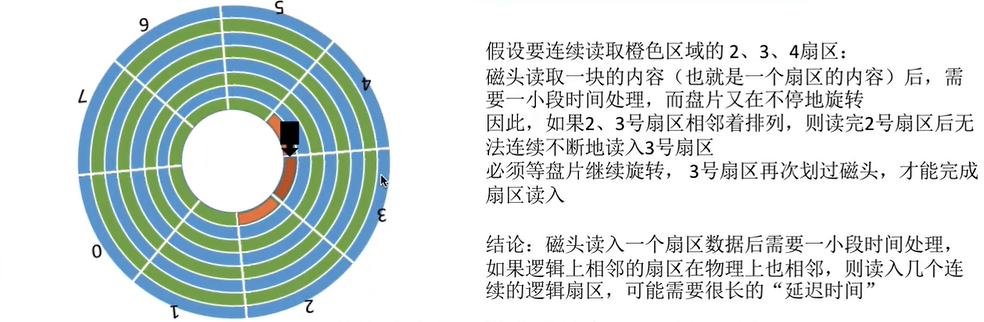 5
6
4
7
3
0
1
2
假设要连续读取橙色区域的 2、3、4扇区：
磁头读取一块的内容（也就是一个扇区的内容）后，需
要一小段时间处理，而盘片又在不停地旋转
因此，如果2、3号扇区相邻着排列，则读完2号扇区后无
法连续不断地读入3号扇区
必须等盘片继续旋转， 3号扇区再次划过磁头，才能完成
扇区读入
结论：磁头读入一个扇区数据后需要一小段时间处理，
如果逻辑上相邻的扇区在物理上也相邻，则读入几个连
续的逻辑扇区，可能需要很长的“延迟时间”